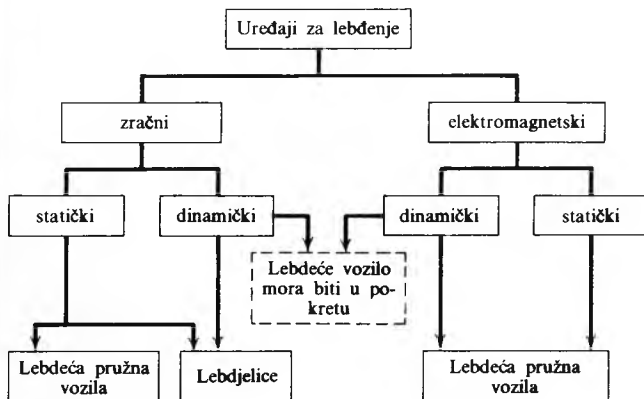 Uređaji za lebđenje
zračni
elektromagnetski
statički
dinamički
dinamički
statički
Lebdeće vozilo
mora biti u po-
kretu
Lebdeća pružna
vozila
Lebdjelice
Lebdeća pružna
vozila